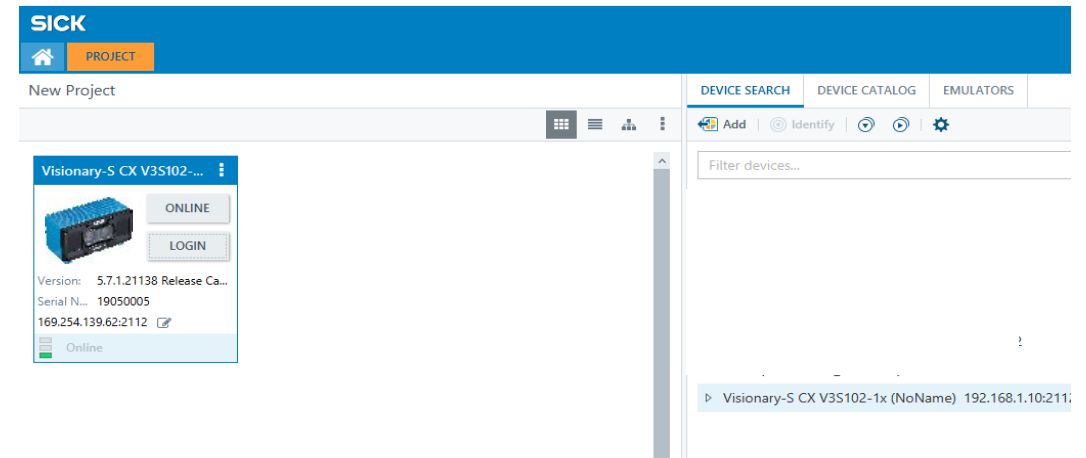 SICK
PROJECT
New Project
DEVICE SEARCH DEVICE CATALOG EMULATORS
Add Identify
Filter devices...
Visionary-S CX V3S102-...
ONLINE
LOGIN
Version: 5.7.1.21138 Release Ca...
Serial N... 19050005
169.254.139.62:2112
Online
Visionary-S CX V3S102-1x (NoName) 192.168.1.10:2112